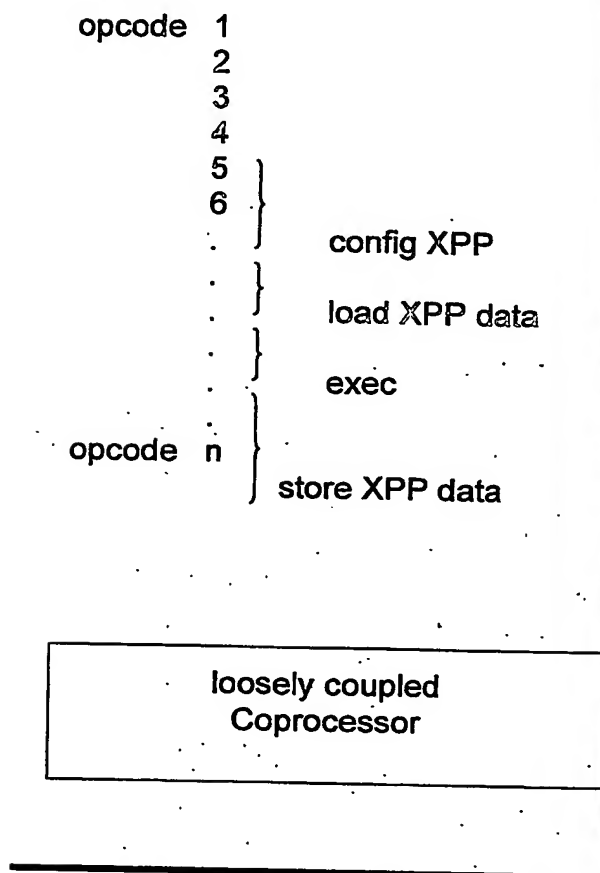 opcode 1
2
3
4
5
6
.
config XPP
.
load XPP data
.
.
exec
.
.
opcode n
store XPP data
loosely coupled
Coprocessor